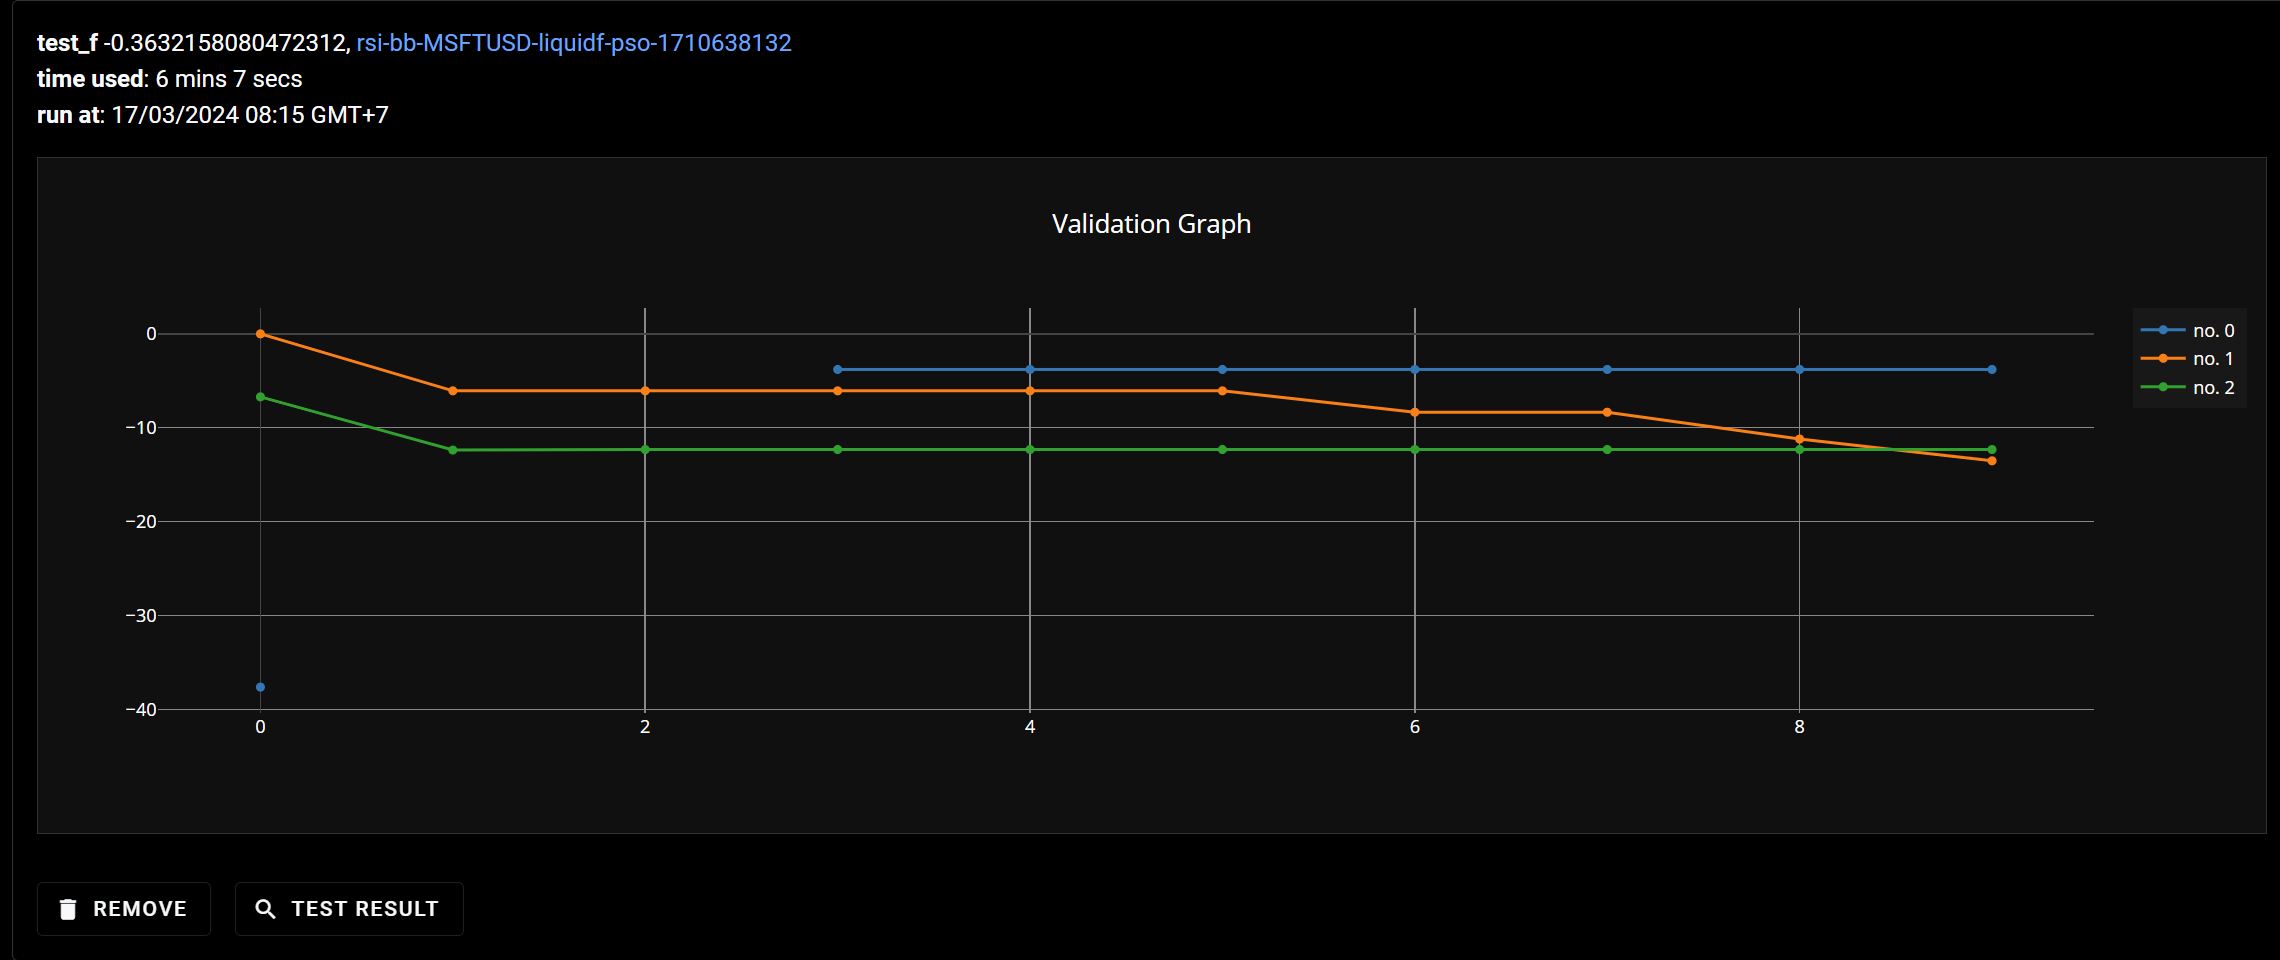 test_f -0.3632158080472312, rsi-bb-MSFTUSD-liquidf-pso-1710638132
time used: 6 mins 7 secs
run at: 17/03/2024 08:15 GMT+7
Validation Graph
0
−10
−20
−30
−40
0 2 4 6 8
no. 0
no. 1
no. 2
REMOVE
TEST RESULT